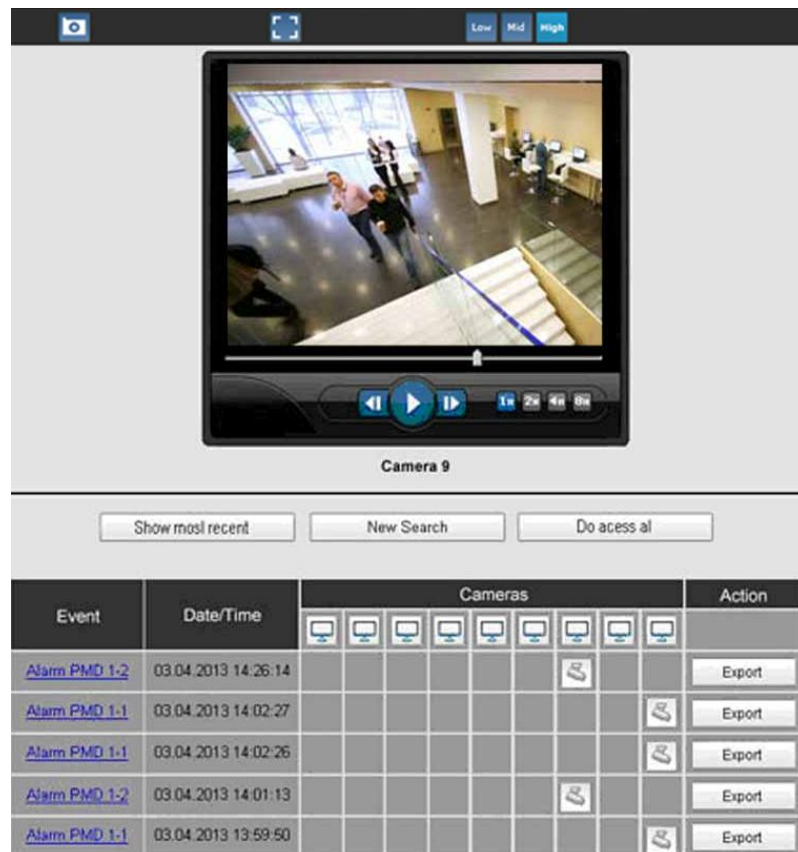 Low Mid High
1x 2x 4x 8x
Camera 9
Show mosl recent New Search Do acess al
Event Date/Time Cameras Action
Alarm PMD 1-2 03.04.2013 14:26:14 Export
Alarm PMD 1-1 03.04.2013 14:02:27 Export
Alarm PMD 1-1 03.04.2013 14:02:26 Export
Alarm PMD 1-2 03.04.2013 14:01:13 Export
Alarm PMD 1-1 03.04.2013 13:59:50 Export